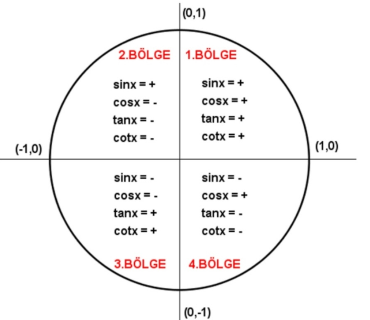 (0,1)
2.BÖLGE
sinx = +
cosx = -
tanx = -
cotx = -
1.BÖLGE
sinx = +
cosx = +
tanx = +
cotx = +
(-1,0)
(1,0)
sinx = -
cosx = -
tanx = +
cotx = +
3.BÖLGE
sinx = -
cosx = +
tanx = -
cotx = -
4.BÖLGE
(0,-1)